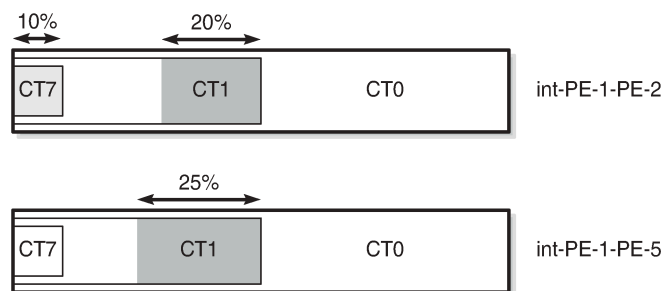 10% 20%
CT7 CT1 CT0 int-PE-1-PE-2
25%
CT7 CT1 CT0 int-PE-1-PE-5